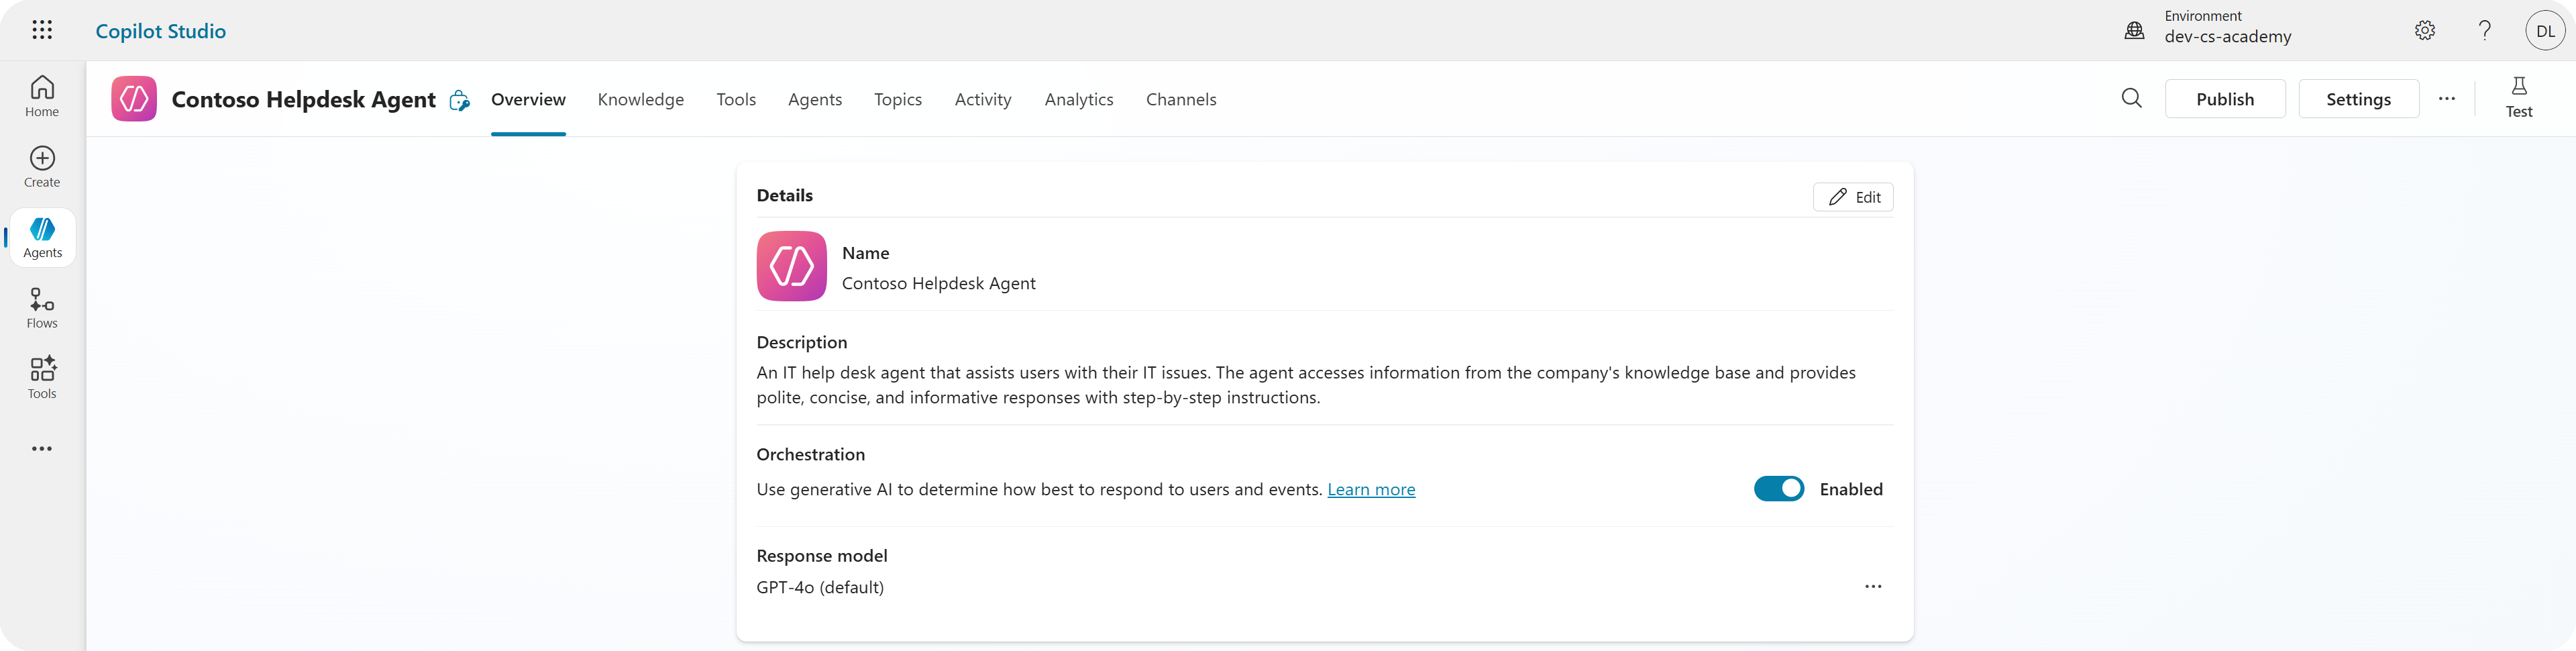 Copilot Studio
Environment
dev-cs-academy
DL
Home
Create
Agents
Flows
Tools
Contoso Helpdesk Agent
Overview
Knowledge
Tools
Agents
Topics
Activity
Analytics
Channels
Publish
Settings
Test
Details
Edit
Name
Contoso Helpdesk Agent
Description
An IT help desk agent that assists users with their IT issues. The agent accesses information from the company's knowledge base and provides
polite, concise, and informative responses with step-by-step instructions.
Orchestration
Use generative AI to determine how best to respond to users and events. Learn more
Enabled
Response model
GPT-4o (default)